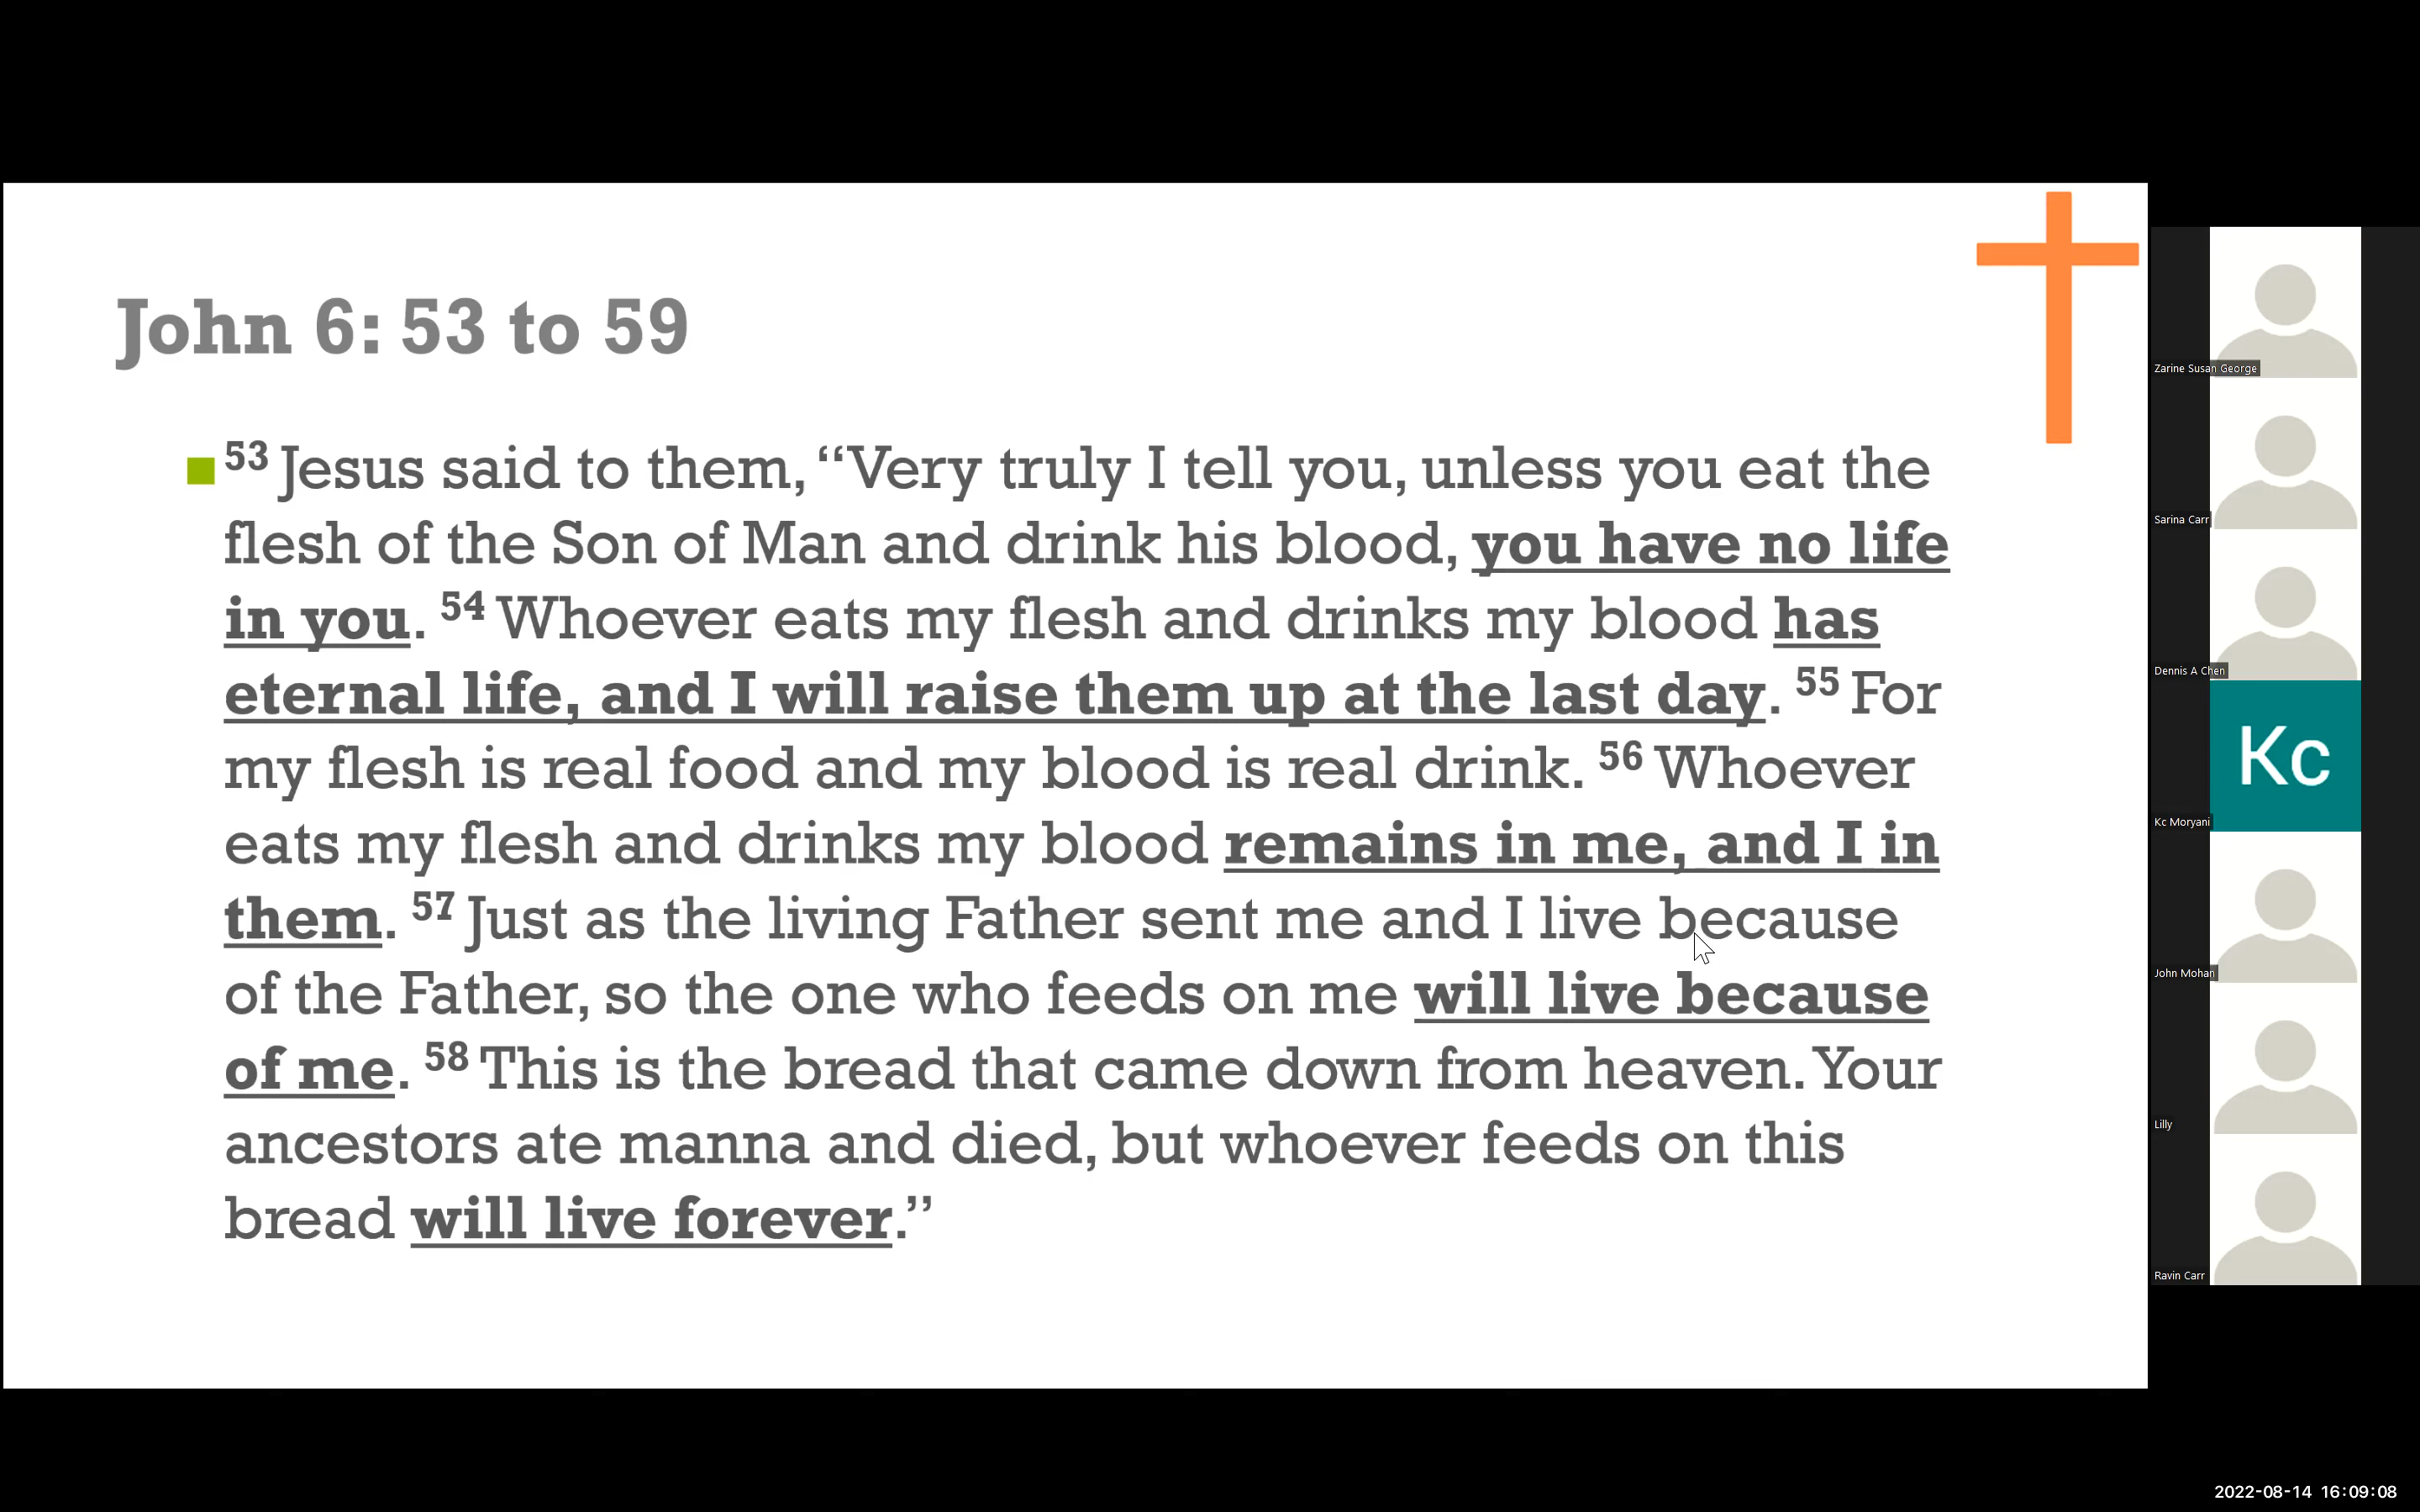 John 6: 53 to 59
53 Jesus said to them, “Very truly I tell you, unless you eat the
flesh of the Son of Man and drink his blood, you have no life
in you. 54 Whoever eats my flesh and drinks my blood has
eternal life, and I will raise them up at the last day. 55 For
my flesh is real food and my blood is real drink. 56 Whoever
eats my flesh and drinks my blood remains in me, and I in
them. 57 Just as the living Father sent me and I live because
of the Father, so the one who feeds on me will live because
of me. 58 This is the bread that came down from heaven. Your
ancestors ate manna and died, but whoever feeds on this
bread will live forever.”
Zarine Susan George
Sarina Carr
Dennis A Chen
Kc
Kc Moryani
John Mohan
Lilly
Ravin Carr
2022-08-14 16:09:08